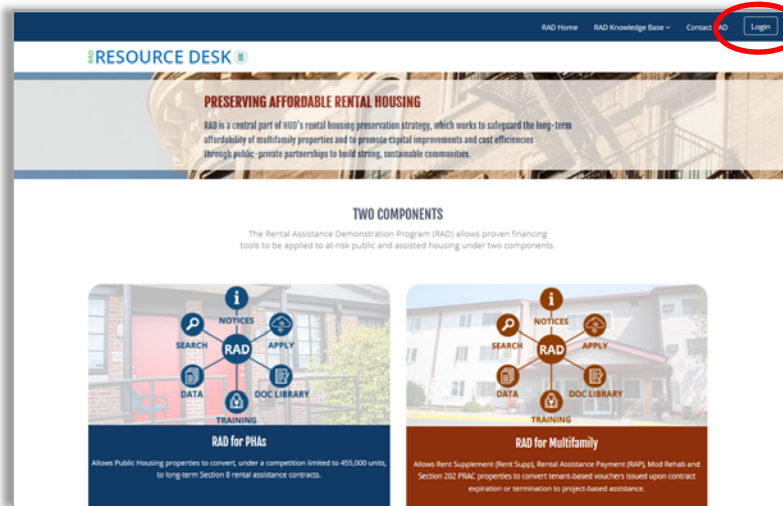 RAD Home RAD Knowledge Base Contact RAD Login
RAD RESOURCE DESK
PRESERVING AFFORDABLE RENTAL HOUSING
RAD is a central part of HUD's rental housing preservation strategy, which works to safeguard the long-term
affordability of multifamily properties and to promote capital improvements and cost efficiencies
through public-private partnerships to build strong, sustainable communities.
TWO COMPONENTS
The Rental Assistance Demonstration Program (RAD) allows proven financing
tools to be applied to at-risk public and assisted housing under two components.
NOTICES
SEARCH RAD APPLY
DATA DOC LIBRARY
TRAINING
RAD for PHAs
Allows Public Housing properties to convert, under a competition limited to 455,000 units,
to long-term Section 8 rental assistance contracts.
NOTICES
SEARCH RAD APPLY
DATA DOC LIBRARY
TRAINING
RAD for Multifamily
Allows Rent Supplement (Rent Supp), Rental Assistance Payment (RAP), Mod Rehab and
Section 202 PRAC properties to convert tenant-based vouchers issued upon contract
expiration or termination to project-based assistance.